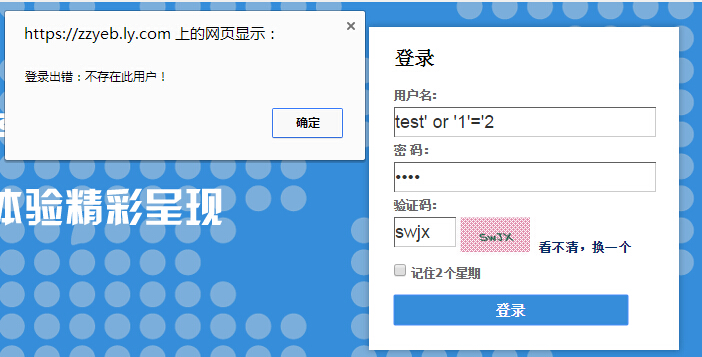 https://zzyeb.ly.com 上的网页显示：
登录出错：不存在此用户！
确定
体验精彩呈现
登录
用户名:
test' or '1'='2
密 码:
••••
验证码:
swjx
SWJX
看不清，换一个
记住2个星期
登录